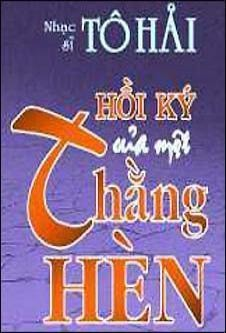 Nhạc sĩ TÔ HẢI
HỒI KÝ
của một
Thằng
HÈN